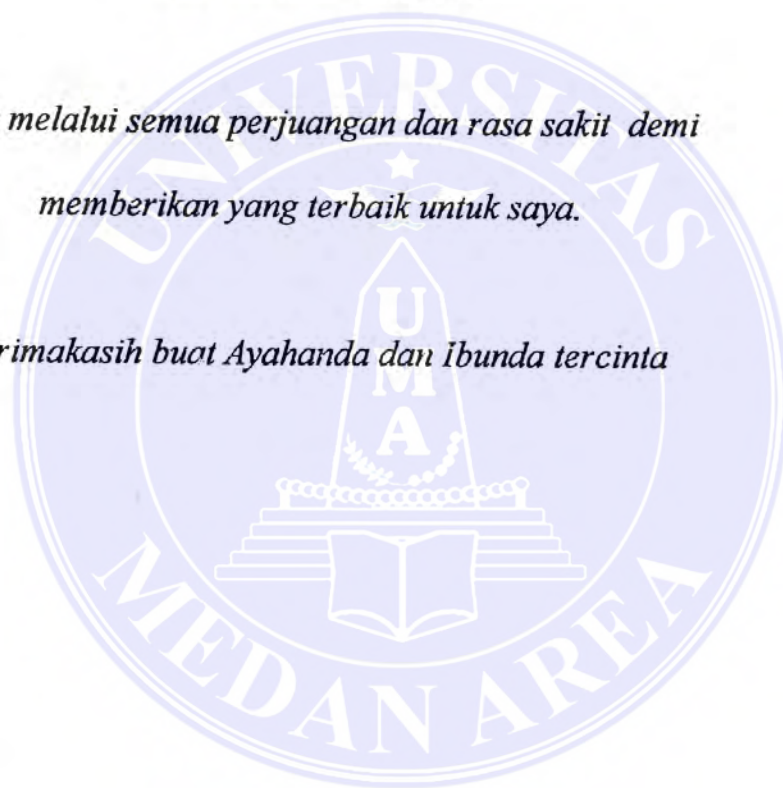 melalui semua perjuangan dan rasa sakit demi
memberikan yang terbaik untuk saya.
rimakasih buat Ayahanda dan Ibunda tercinta
UNIVERSITAS
UMA
MEDAN AREA